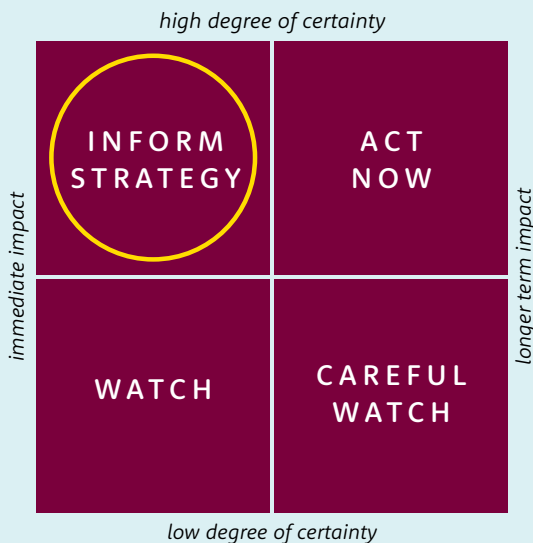 high degree of certainty
INFORM
STRATEGY
ACT
NOW
immediate impact
longer term impact
WATCH
CAREFUL
WATCH
low degree of certainty